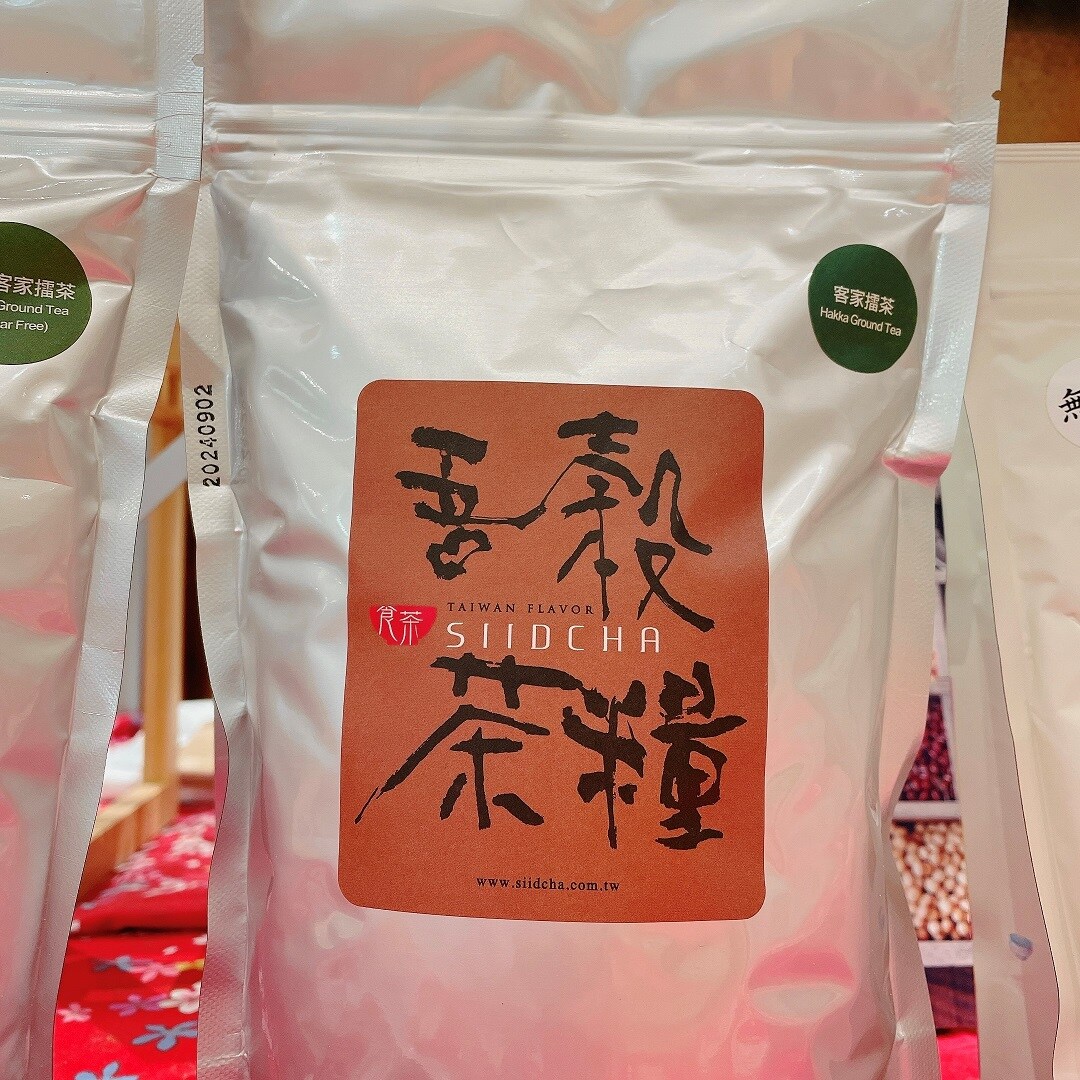 客家擂茶
Ground Tea
ar Free)
客家擂茶
Hakka Ground Tea
20240902
吾穀
食茶
TAIWAN FLAVOR
SIIDCHA
茶糧
www.siidcha.com.tw
無